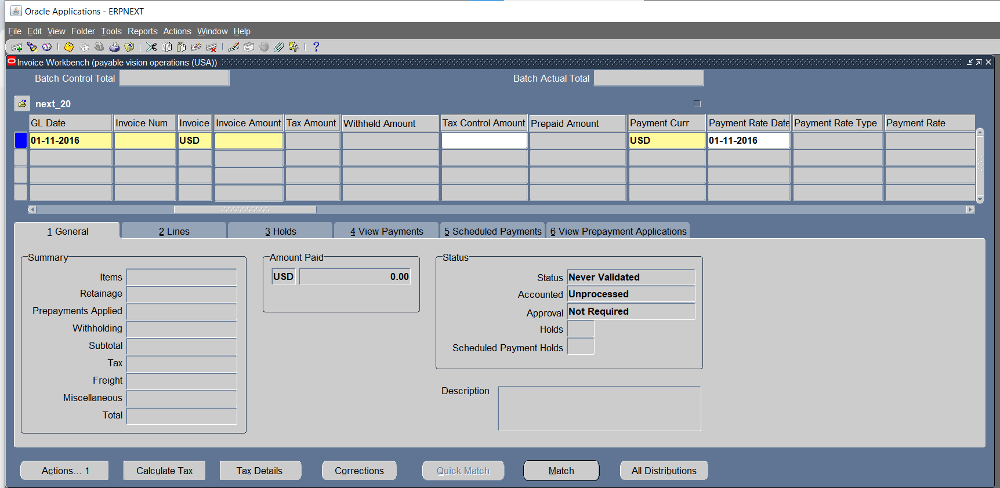 Oracle Applications - ERPNEXT
File Edit View Folder Tools Reports Actions Window Help
Invoice Workbench (payable vision operations (USA))
Batch Control Total Batch Actual Total
next_20
GL Date Invoice Num Invoice Invoice Amount Tax Amount Withheld Amount Tax Control Amount Prepaid Amount Payment Curr Payment Rate Date Payment Rate Type Payment Rate
01-11-2016 USD USD 01-11-2016
1 General 2 Lines 3 Holds 4 View Payments 5 Scheduled Payments 6 View Prepayment Applications
Summary Amount Paid Status
Items USD 0.00 Status Never Validated
Retainage Accounted Unprocessed
Prepayments Applied Approval Not Required
Withholding Holds
Subtotal Scheduled Payment Holds
Tax
Freight
Miscellaneous Description
Total
Actions... 1 Calculate Tax Tax Details Corrections Quick Match Match All Distributions